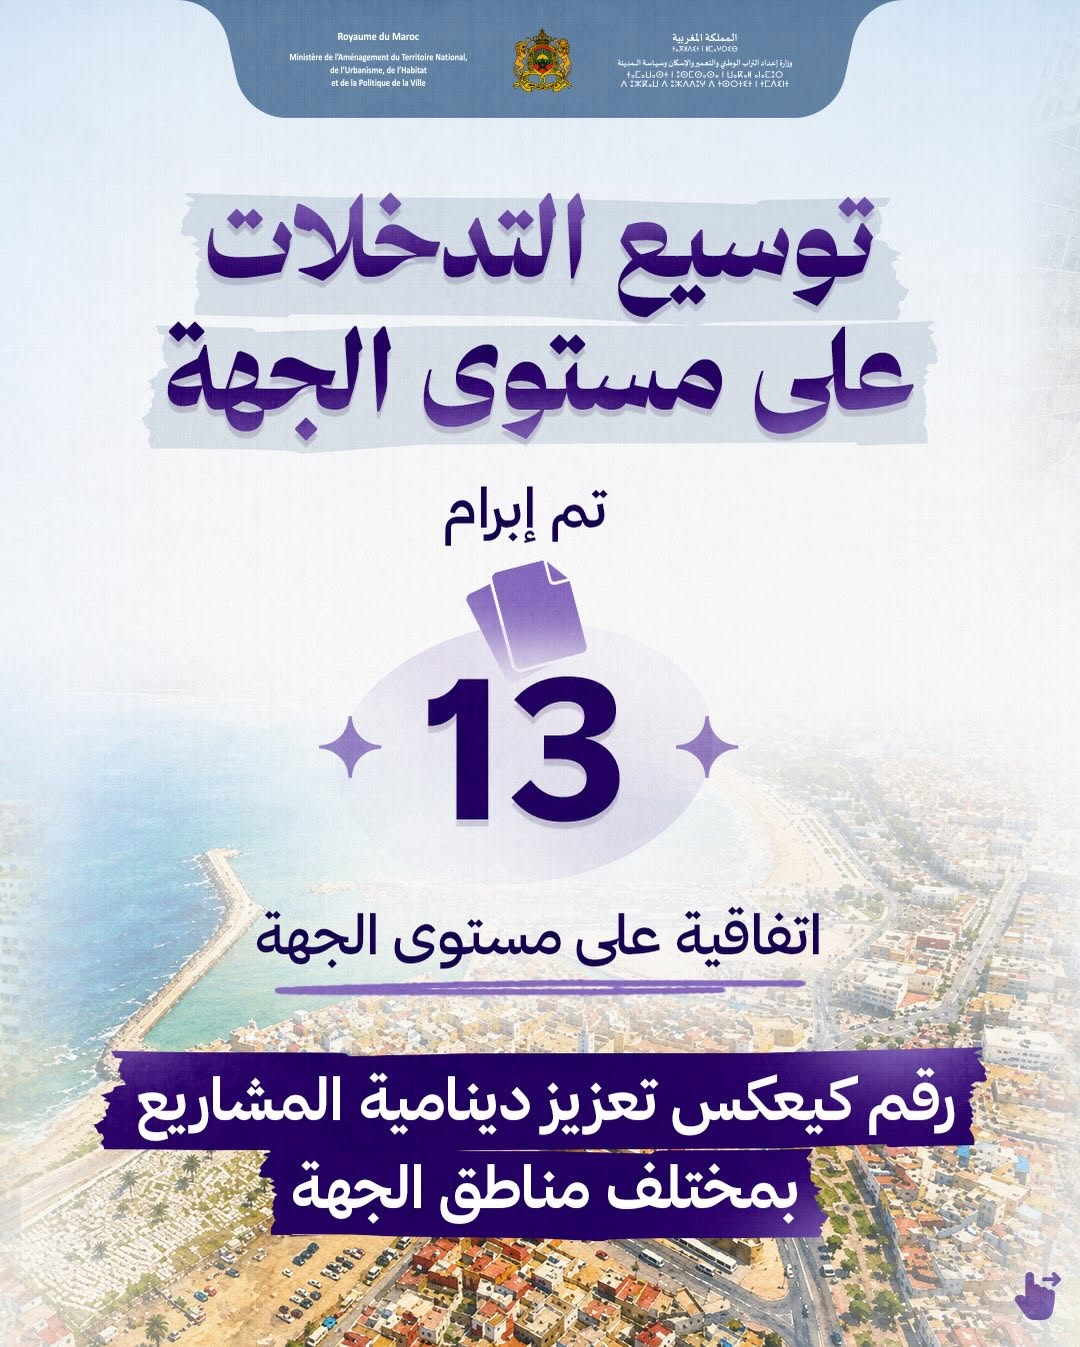 Royaume du Maroc
Ministère de l'Aménagement du Territoire National,
de l'Urbanisme, de l'Habitat
et de la Politique de la Ville
المملكة المغربية
ⵜⴰⴳⵍⴷⵉⵜ ⵏ ⵍⵎⵖⵔⵉⴱ
وزارة إعداد التراب الوطني والتعمير والإسكان وسياسة المدينة
توسيع التدخلات
على مستوى الجهة
تم إبرام
13
اتفاقية على مستوى الجهة
رقم كيعكس تعزيز دينامية المشاريع
بمختلف مناطق الجهة